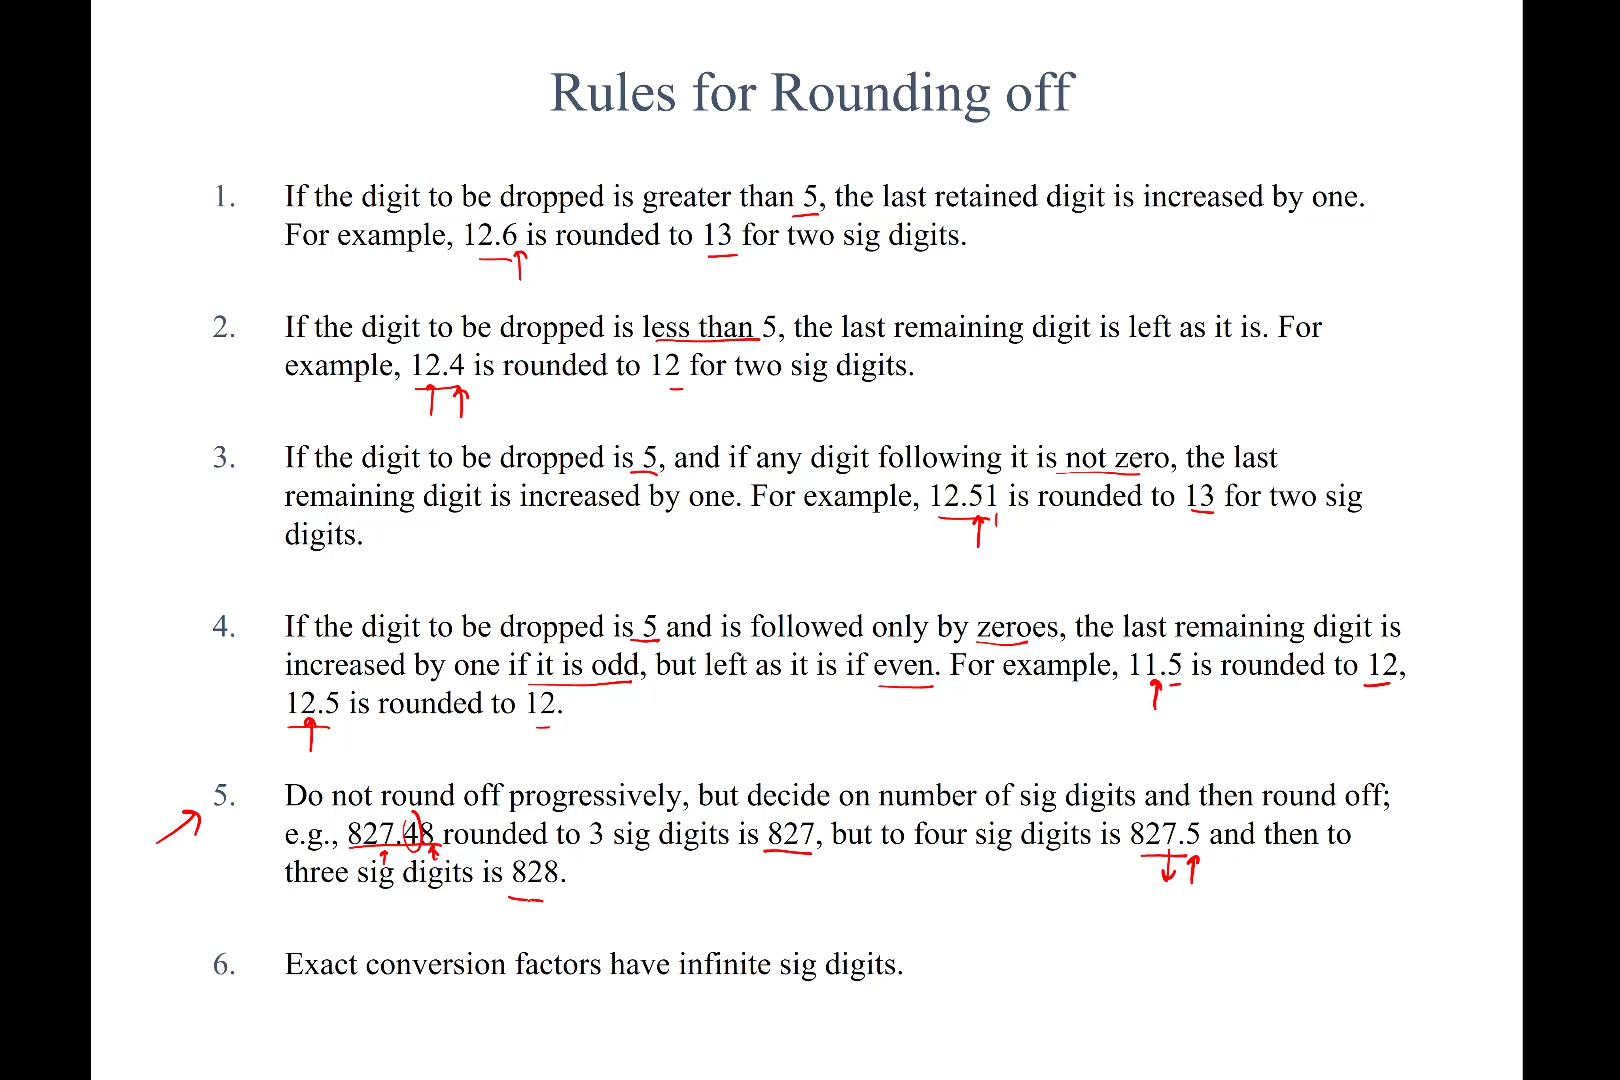 Rules for Rounding off
1. If the digit to be dropped is greater than 5, the last retained digit is increased by one.
For example, 12.6 is rounded to 13 for two sig digits.
2. If the digit to be dropped is less than 5, the last remaining digit is left as it is. For
example, 12.4 is rounded to 12 for two sig digits.
3. If the digit to be dropped is 5, and if any digit following it is not zero, the last
remaining digit is increased by one. For example, 12.51 is rounded to 13 for two sig
digits.
4. If the digit to be dropped is 5 and is followed only by zeroes, the last remaining digit is
increased by one if it is odd, but left as it is if even. For example, 11.5 is rounded to 12,
12.5 is rounded to 12.
5. Do not round off progressively, but decide on number of sig digits and then round off;
e.g., 827.48 rounded to 3 sig digits is 827, but to four sig digits is 827.5 and then to
three sig digits is 828.
6. Exact conversion factors have infinite sig digits.